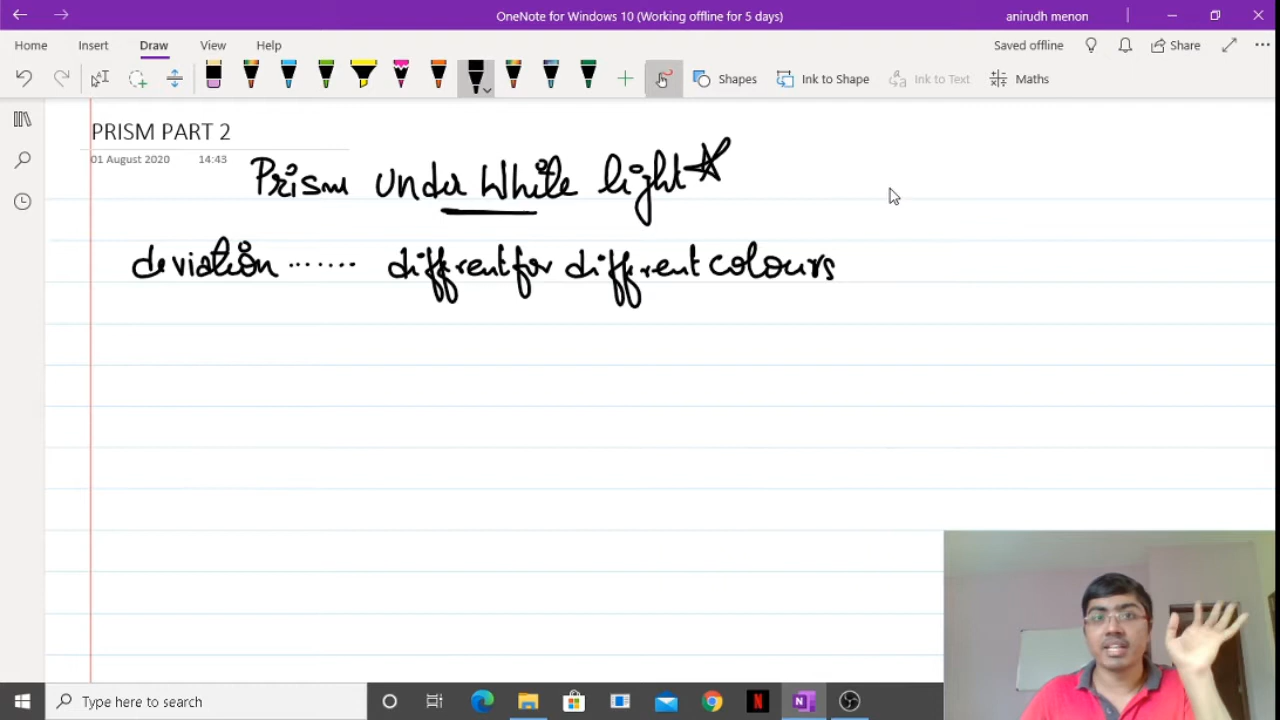 OneNote for Windows 10 (Working offline for 5 days)
anirudh menon
Home Insert Draw View Help
Saved offline
Share
Shapes
Ink to Shape
Ink to Text
Maths
PRISM PART 2
01 August 2020 14:43
Prism Under White light
deviation ....... different for different colours
Type here to search